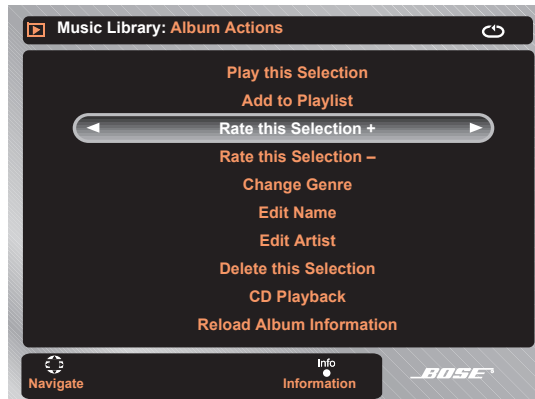 Music Library: Album Actions
Play this Selection
Add to Playlist
Rate this Selection +
Rate this Selection –
Change Genre
Edit Name
Edit Artist
Delete this Selection
CD Playback
Reload Album Information
Navigate
Info
Information
BOSE